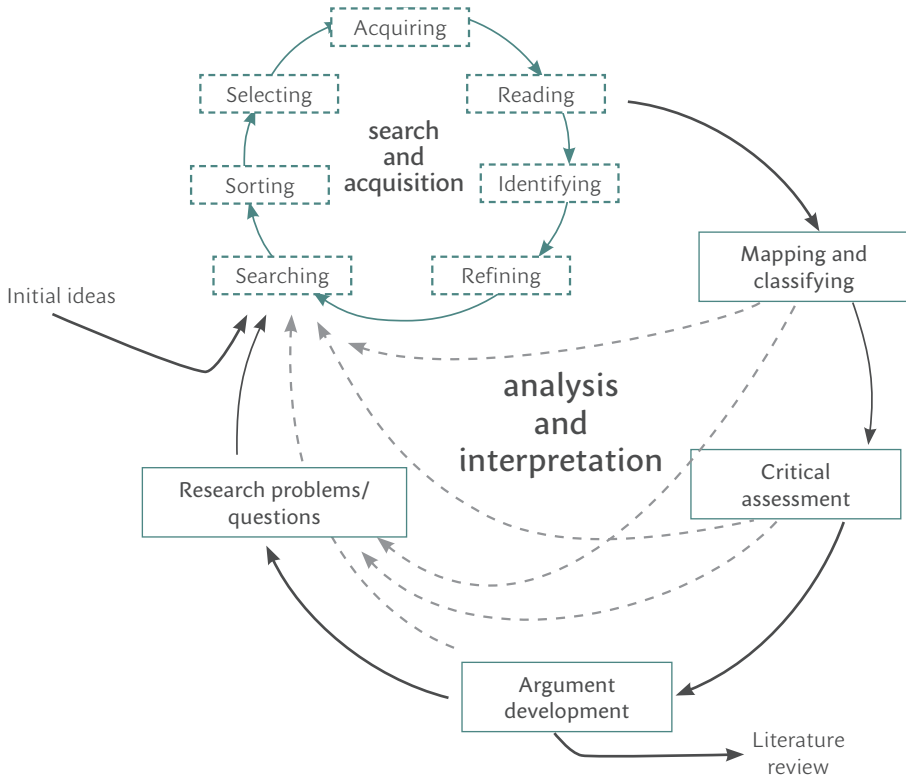 Acquiring
Selecting
Reading
search
and
acquisition
Sorting
Identifying
Searching
Refining
Initial ideas
Mapping and
classifying
analysis
and
interpretation
Research problems/
questions
Critical
assessment
Argument
development
Literature
review